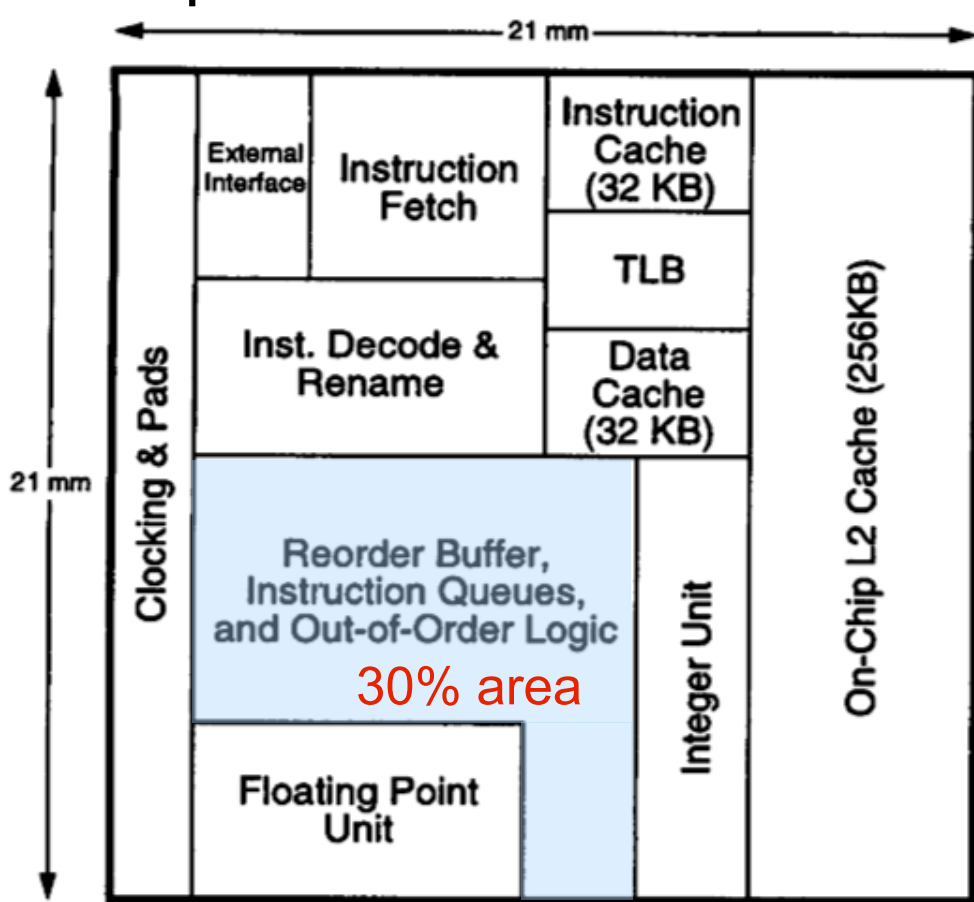 21 mm
21 mm
Clocking & Pads
External
Interface
Instruction
Fetch
Instruction
Cache
(32 KB)
TLB
Inst. Decode &
Rename
Data
Cache
(32 KB)
On-Chip L2 Cache (256KB)
Reorder Buffer,
Instruction Queues,
and Out-of-Order Logic
30% area
Integer Unit
Floating Point
Unit